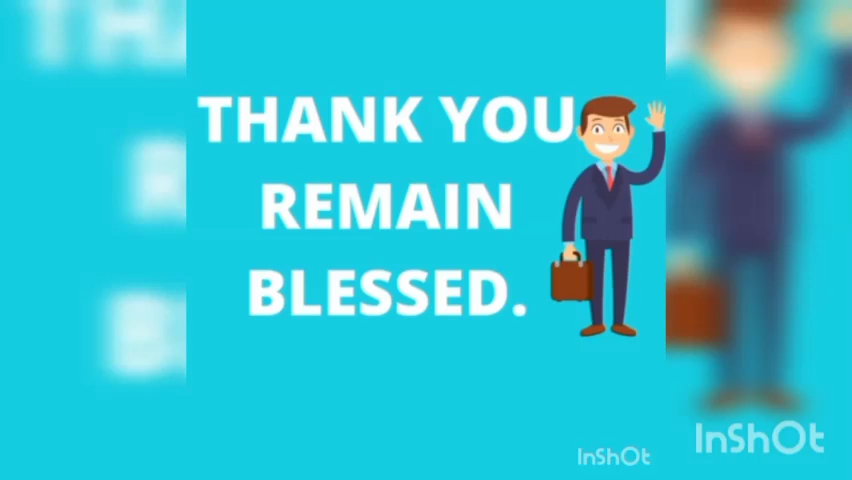 THANK YOU
REMAIN
BLESSED.
InShOt
InShOt